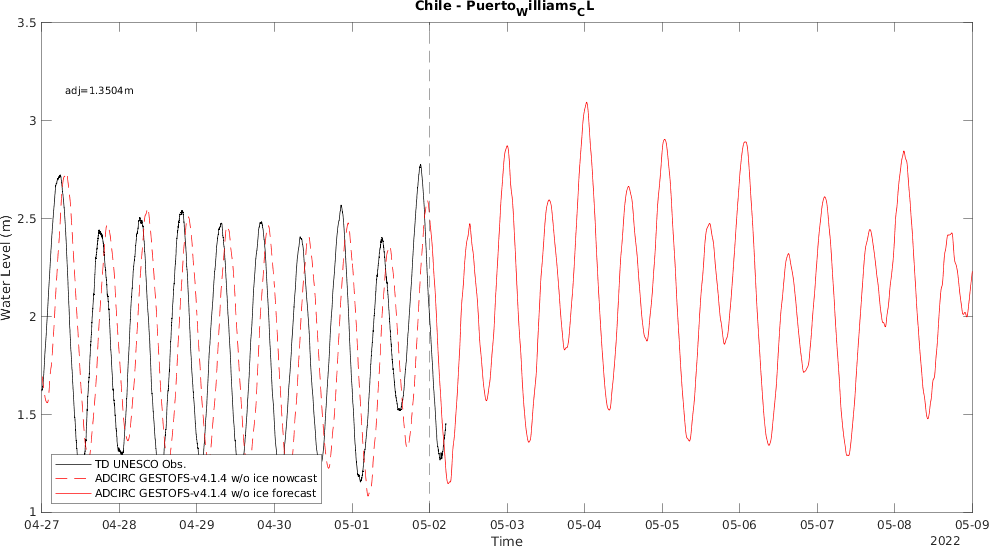 Chile - Puerto_Williams_CL
3.5
3
2.5
2
1.5
1
Water Level (m)
adj=1.3504m
TD UNESCO Obs.
ADCIRC GESTOFS-v4.1.4 w/o ice nowcast
ADCIRC GESTOFS-v4.1.4 w/o ice forecast
04-27 04-28 04-29 04-30 05-01 05-02 05-03 05-04 05-05 05-06 05-07 05-08 05-09
Time
2022